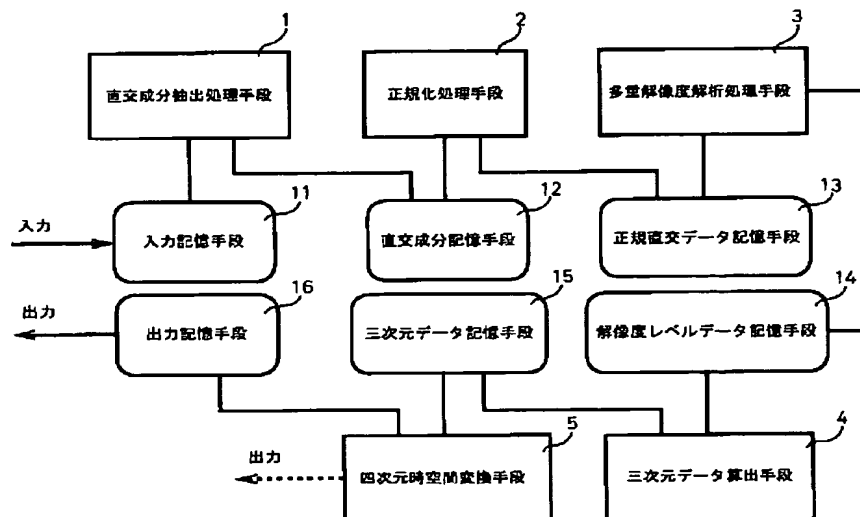 1
2
3
直交成分抽出処理手段
正規化処理手段
多重解像度解析処理手段
11
12
13
入力
入力記憶手段
直交成分記憶手段
正規直交データ記憶手段
16
15
14
出力
出力記憶手段
三次元データ記憶手段
解像度レベルデータ記憶手段
5
4
出力
四次元時空間変換手段
三次元データ算出手段